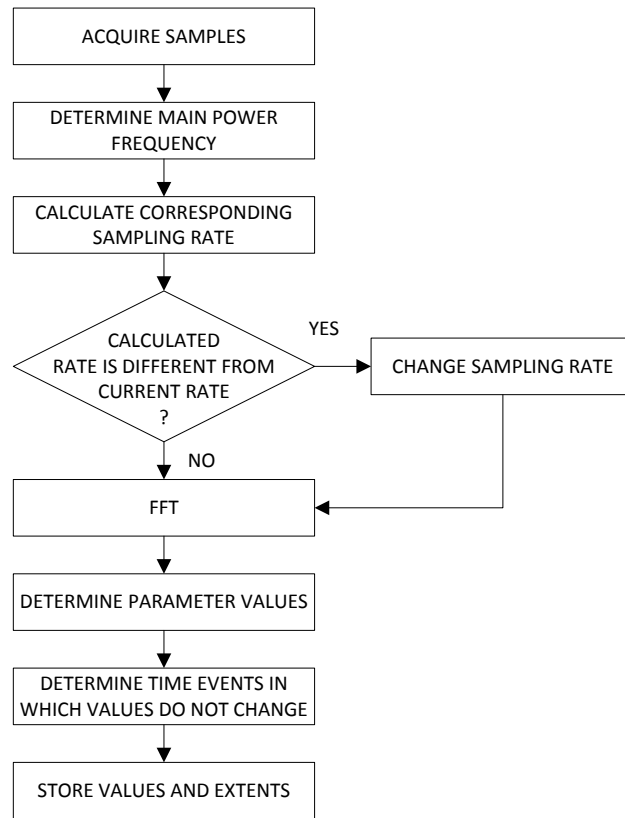 ACQUIRE SAMPLES
DETERMINE MAIN POWER
FREQUENCY
CALCULATE CORRESPONDING
SAMPLING RATE
CALCULATED
RATE IS DIFFERENT FROM
CURRENT RATE
?
YES
CHANGE SAMPLING RATE
NO
FFT
DETERMINE PARAMETER VALUES
DETERMINE TIME EVENTS IN
WHICH VALUES DO NOT CHANGE
STORE VALUES AND EXTENTS